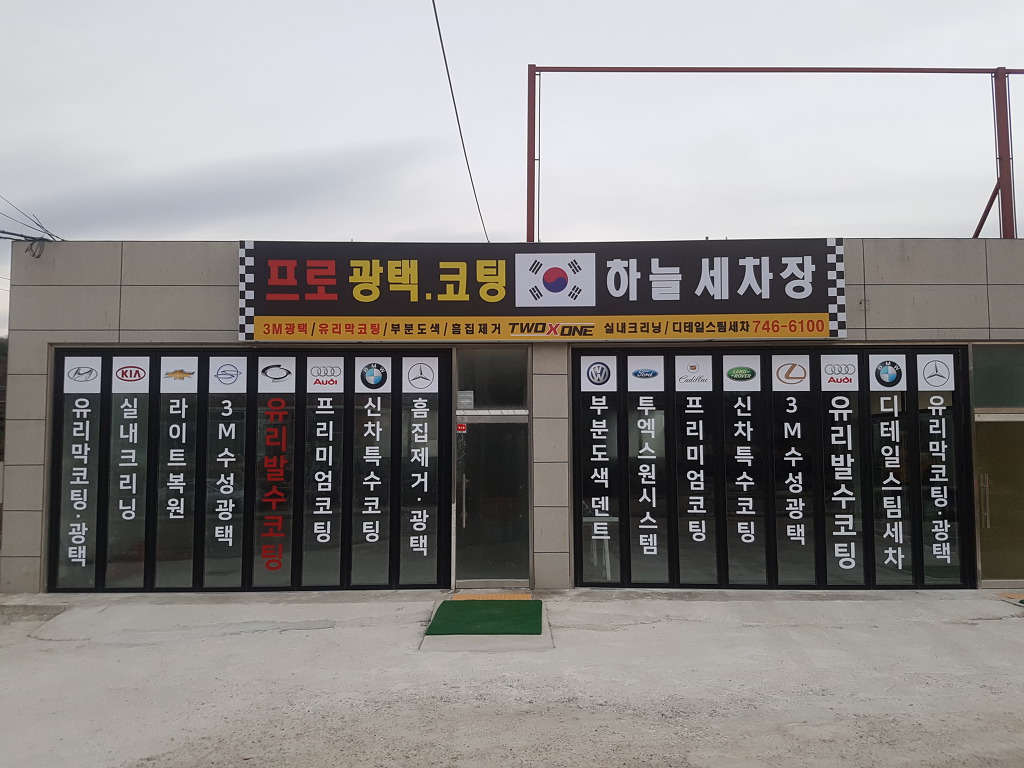 프로 광택.코팅 하늘 세차장
3M광택/유리막코팅/부분도색/흠집제거 TWOXONE 실내크리닝/디테일스팀세차 746-6100
유리막코팅·광택
KIA
실내크리닝
라이트복원
3M수성광택
유리발수코팅
Audi
프리미엄코팅
BMW
신차특수코팅
흠집제거·광택
부분도색덴트
Ford
투엑스원시스템
Cadillac
프리미엄코팅
LAND ROVER
신차특수코팅
3M수성광택
Audi
유리발수코팅
BMW
디테일스팀세차
유리막코팅·광택